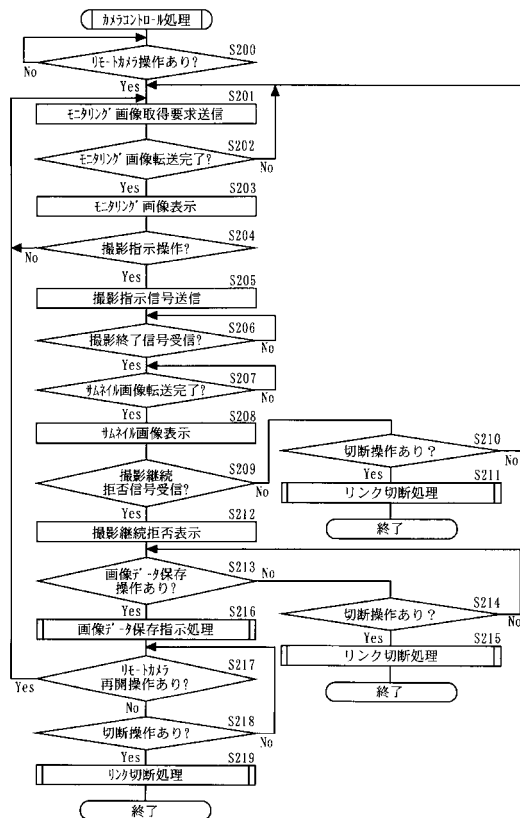 カメラコントロール処理
S200
リモートカメラ操作あり?
No
Yes
S201
モニタリング画像取得要求送信
S202
モニタリング画像転送完了?
No
Yes
S203
モニタリング画像表示
S204
撮影指示操作?
No
Yes
S205
撮影指示信号送信
S206
撮影終了信号受信?
No
Yes
S207
サムネイル画像転送完了?
No
Yes
S208
サムネイル画像表示
S209
撮影継続
拒否信号受信?
No
Yes
S210
切断操作あり?
No
Yes
S211
リンク切断処理
終了
S212
撮影継続拒否表示
S213
画像データ保存
操作あり?
No
Yes
S214
切断操作あり?
No
Yes
S215
リンク切断処理
終了
S216
画像データ保存指示処理
S217
リモートカメラ
再開操作あり?
Yes
No
S218
切断操作あり?
No
Yes
S219
リンク切断処理
終了